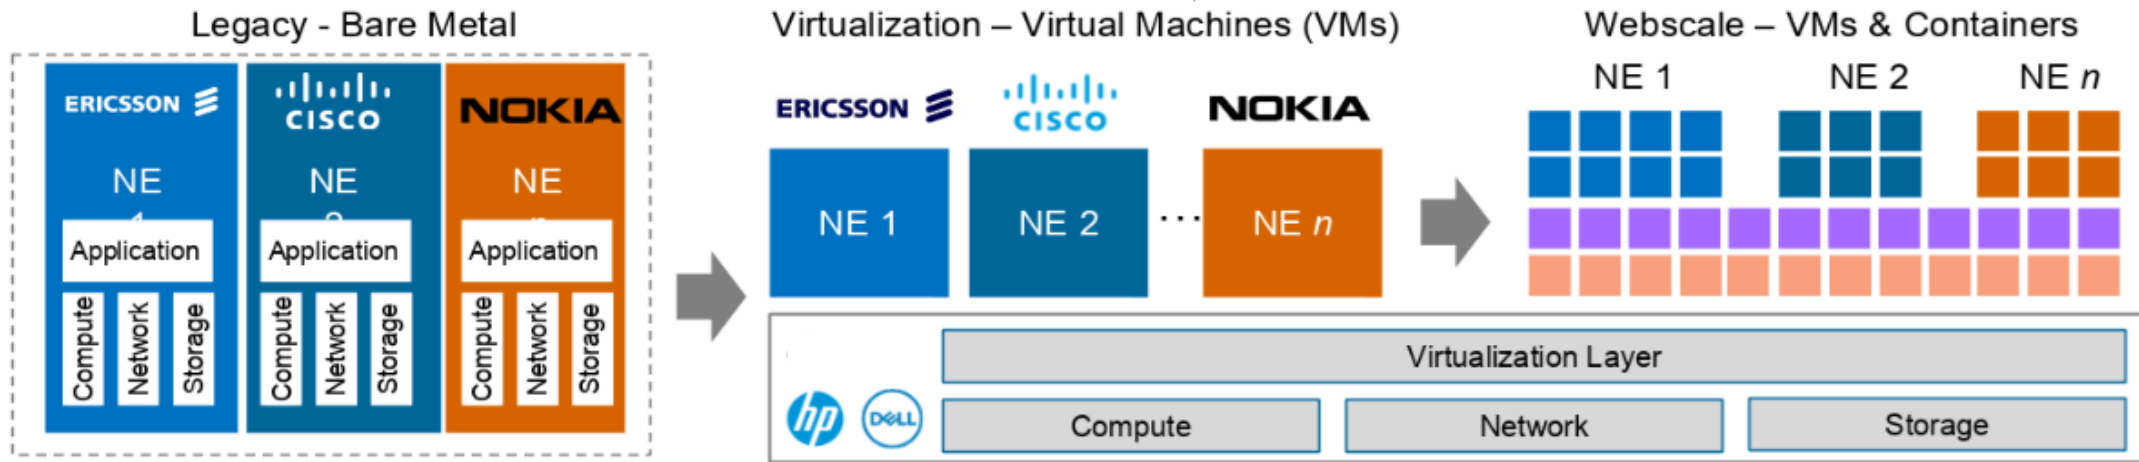 Legacy - Bare Metal
ERICSSON
CISCO
NOKIA
NE
NE
NE
Application
Application
Application
Compute
Network
Storage
Compute
Network
Storage
Compute
Network
Storage
Virtualization – Virtual Machines (VMs)
ERICSSON
CISCO
NOKIA
NE 1
NE 2
...
NE n
Webscale – VMs & Containers
NE 1
NE 2
NE n
Virtualization Layer
hp
DELL
Compute
Network
Storage